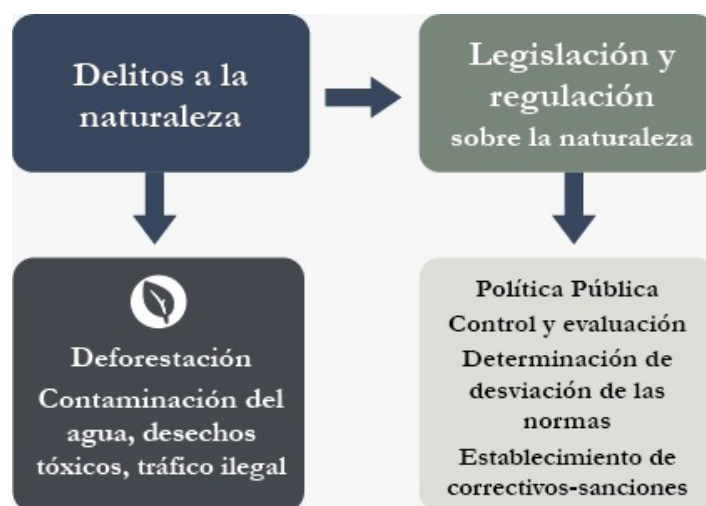 Delitos a la
naturaleza
Legislación y
regulación
sobre la naturaleza
Deforestación
Contaminación del
agua, desechos
tóxicos, tráfico ilegal
Política Pública
Control y evaluación
Determinación de
desviación de las
normas
Establecimiento de
correctivos-sanciones